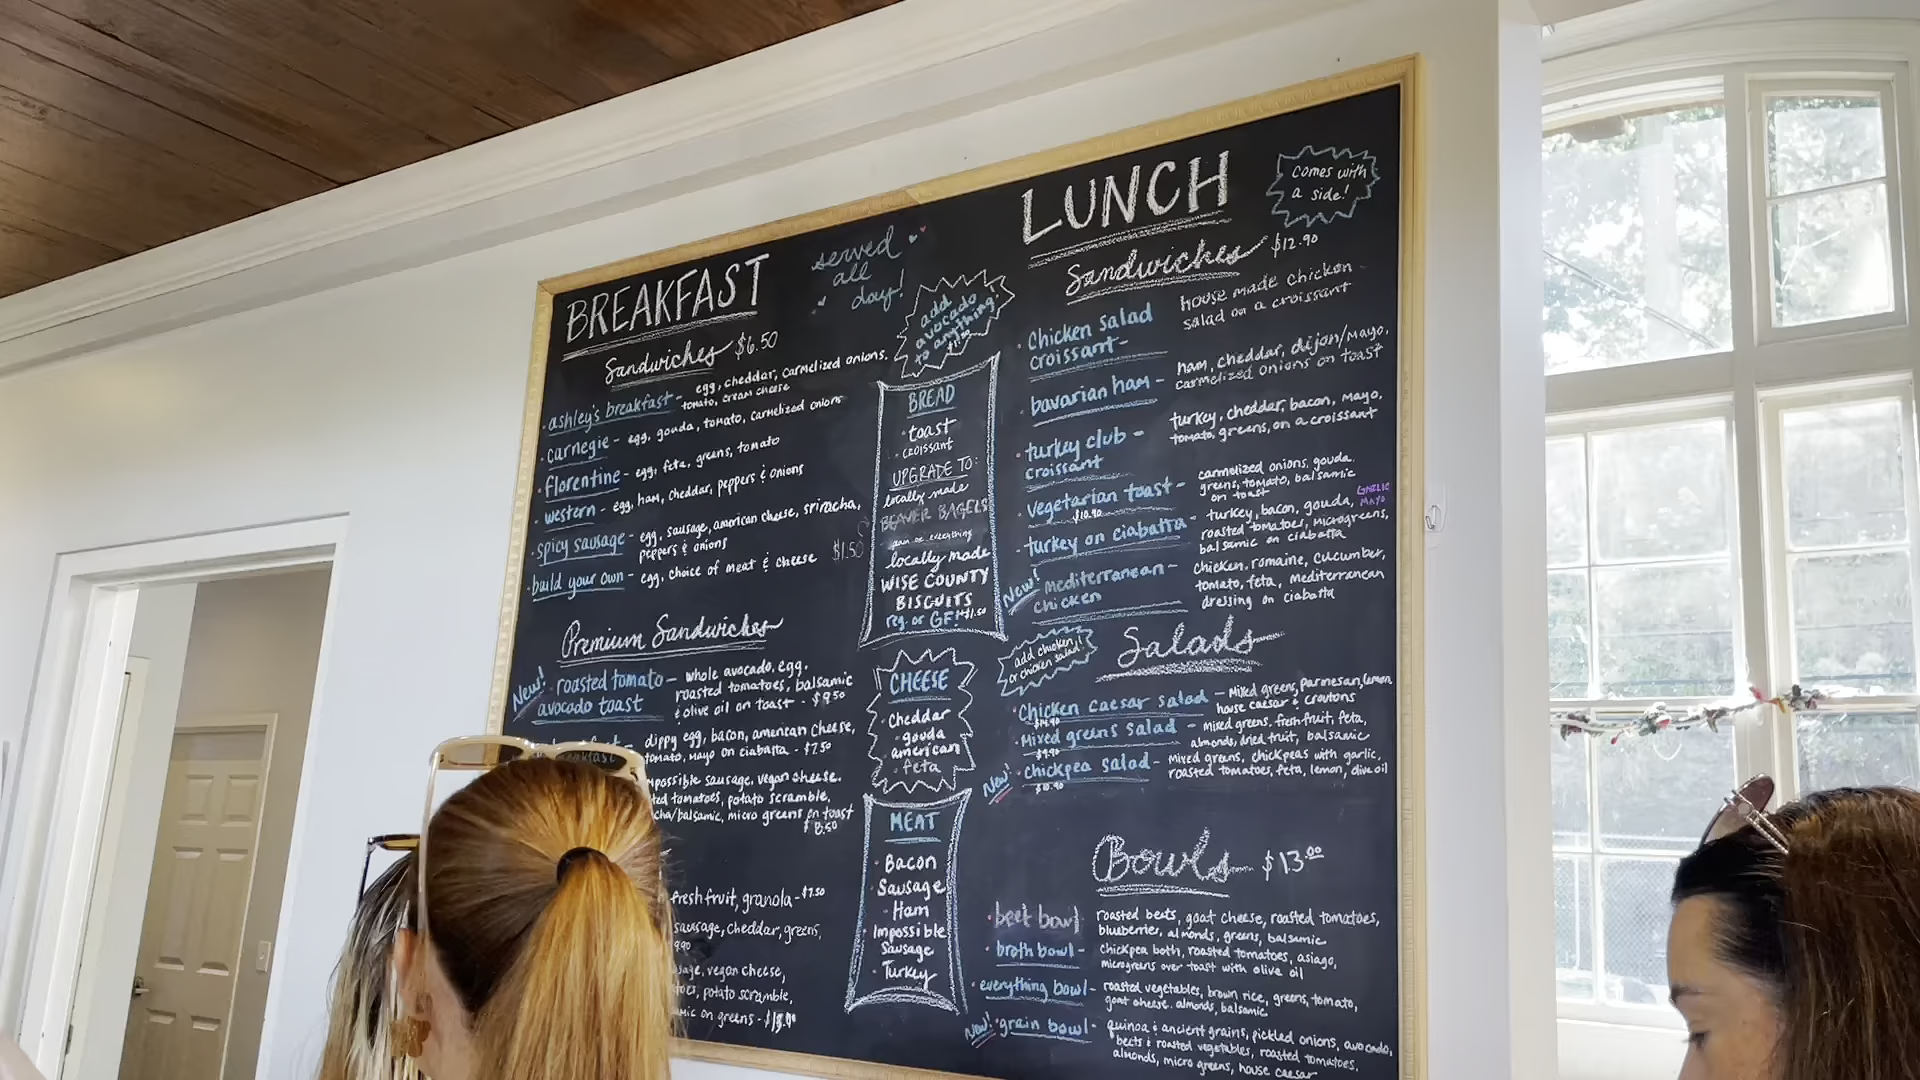 BREAKFAST
served
all
day!
Sandwiches $6.50
ashley's breakfast - egg, cheddar, carmelized onions,
tomato, cream cheese
carnegie - egg, gouda, tomato, carmelized onions
florentine - egg, feta, greens, tomato
western - egg, ham, cheddar, peppers & onions
spicy sausage - egg, sausage, american cheese, sriracha,
peppers & onions
build your own - egg, choice of meat & cheese
Premium Sandwiches
New! roasted tomato - whole avocado, egg,
avocado toast roasted tomatoes, balsamic
& olive oil on toast - $9.50
dippy egg, bacon, american cheese,
tomato, mayo on ciabatta - $7.50
impossible sausage, vegan cheese,
tomatoes, potato scramble,
balsamic, micro greens on toast
$8.50
fresh fruit, granola - $7.50
sausage, cheddar, greens,
vegan cheese,
potato scramble,
on greens -
add
avocado
to anything!
$1.50
BREAD
toast
croissant
UPGRADE TO:
locally made
BEAVER BAGELS
$1.50
locally made
WISE COUNTY
BISCUITS
reg. or GF! +$1.50
CHEESE
cheddar
gouda
american
feta
MEAT
Bacon
Sausage
Ham
Impossible
Sausage
Turkey
LUNCH
comes with
a side!
Sandwiches $12.90
Chicken salad
croissant -
house made chicken
salad on a croissant
bavarian ham - ham, cheddar, dijon/mayo,
carmelized onions on toast
turkey club -
croissant
turkey, cheddar, bacon, mayo,
tomato, greens, on a croissant
vegetarian toast -
$10.90
carmelized onions, gouda,
greens, tomato, balsamic
on toast
turkey on ciabatta - turkey, bacon, gouda, GARLIC MAYO
roasted tomatoes, microgreens,
balsamic on ciabatta
New! mediterranean -
chicken
chicken, romaine, cucumber,
tomato, feta, mediterranean
dressing on ciabatta
add chicken
or chicken salad!
Salads
Chicken caesar salad - mixed greens, parmesan, lemon,
house caesar & croutons
Mixed greens salad - mixed greens, fresh fruit, feta,
$9.90
almonds, dried fruit, balsamic
New! chickpea salad - mixed greens, chickpeas with garlic,
$10.90
roasted tomatoes, feta, lemon, olive oil
Bowls $13.00
beet bowl roasted beets, goat cheese, roasted tomatoes,
blueberries, almonds, greens, balsamic
broth bowl - chickpea both, roasted tomatoes, asiago,
microgreens over toast with olive oil
everything bowl - roasted vegetables, brown rice, greens, tomato,
goat cheese, almonds, balsamic
New! grain bowl - quinoa & ancient grains, pickled onions, avocado,
beets & roasted vegetables, roasted tomatoes,
almonds, micro greens, house caesar